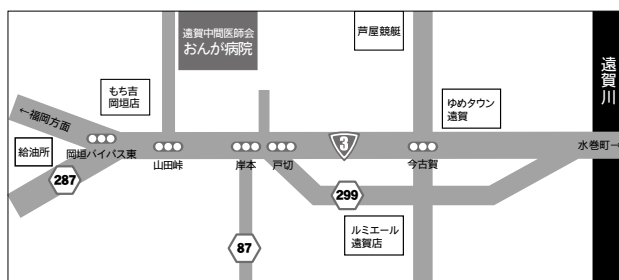 遠賀中間医師会
おんが病院
芦屋競艇
遠賀川
もち吉
岡垣店
ゆめタウン
遠賀
←福岡方面
給油所
岡垣バイパス東
山田峠
岸本
戸切
3
今古賀
水巻町→
287
299
87
ルミエール
遠賀店